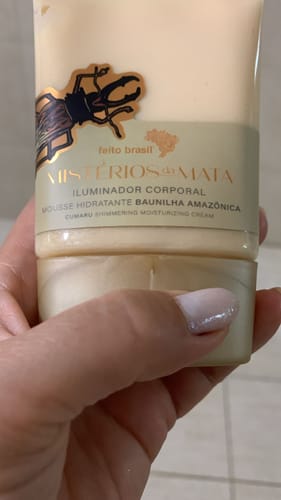 feito brasil
MISTÉRIOS da MATA
ILUMINADOR CORPORAL
MOUSSE HIDRATANTE BAUNILHA AMAZÔNICA
CUMARU SHIMMERING MOISTURIZING CREAM